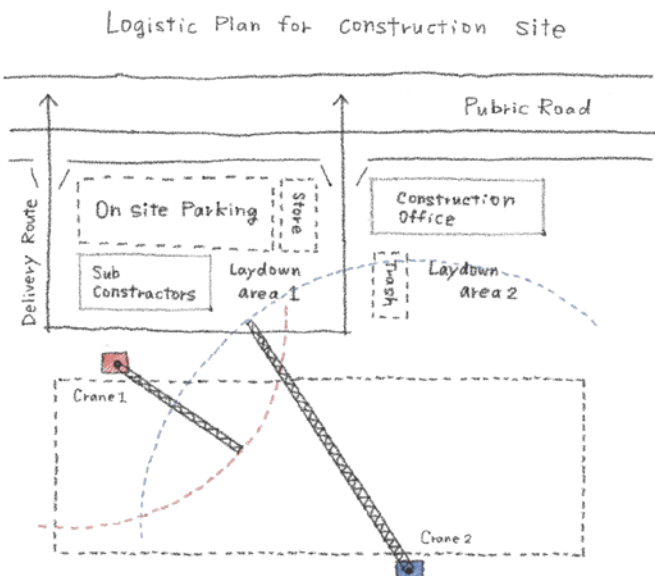 Logistic Plan for construction site
Pubric Road
Delivery Route
On site Parking
Store
Construction
Office
Sub
Constractors
Laydown
area 1
Trash
Laydown
area 2
Crane 1
Crane 2